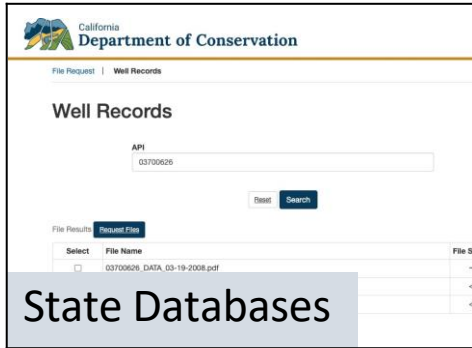 California
Department of Conservation
File Request | Well Records
Well Records
API
03700626
Reset Search
File Results Request Files
Select File Name File S
03700626_DATA_03-19-2008.pdf
State Databases